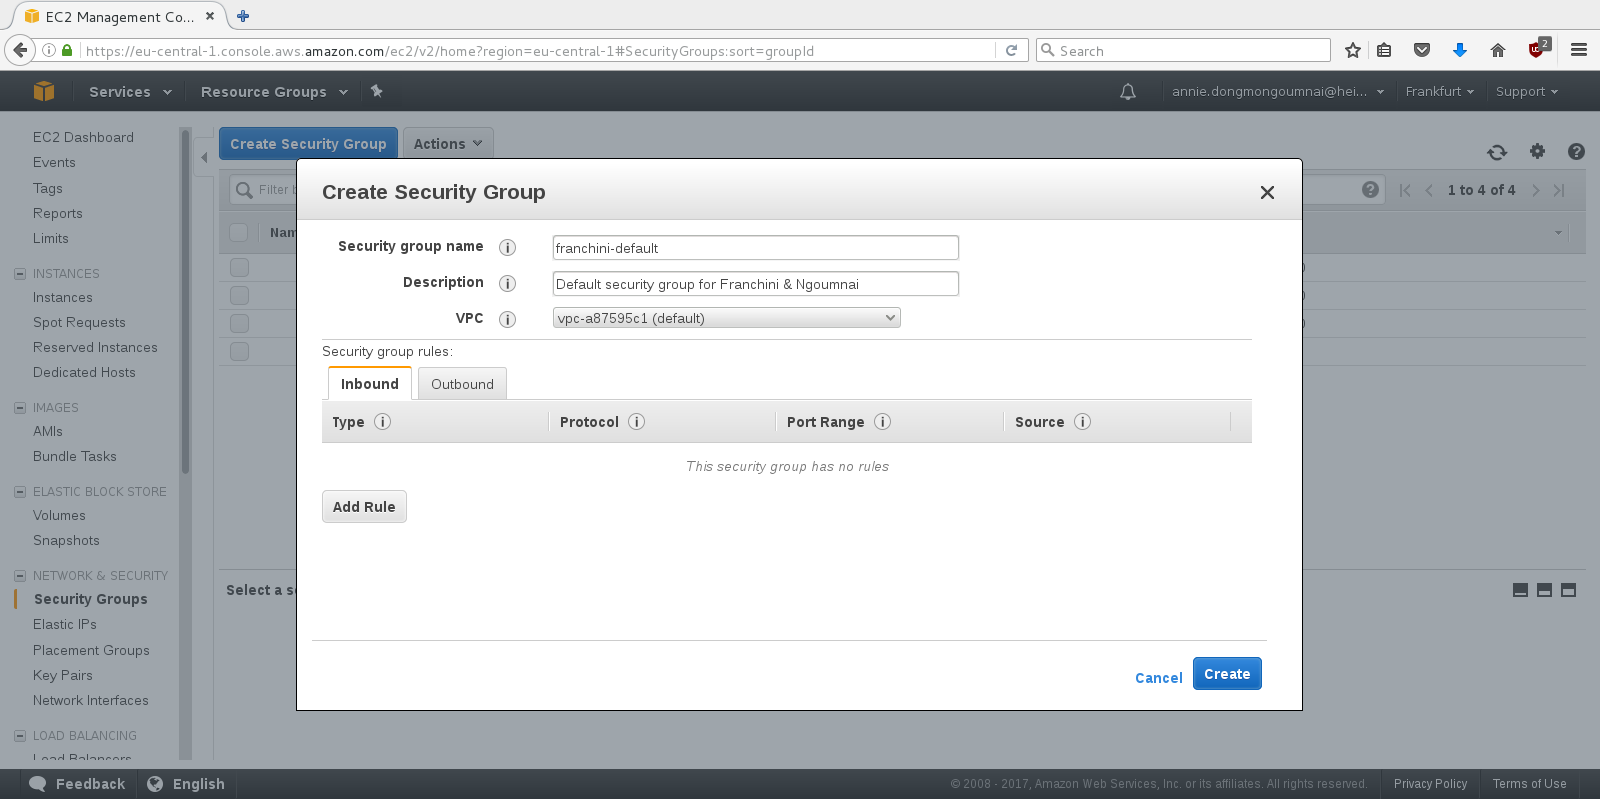 EC2 Management Co...
https://eu-central-1.console.aws.amazon.com/ec2/v2/home?region=eu-central-1#SecurityGroups:sort=groupId
Search
2
Services
Resource Groups
annie.dongmongoumnai@hei...
Frankfurt
Support
EC2 Dashboard
Events
Tags
Reports
Limits
INSTANCES
Instances
Spot Requests
Reserved Instances
Dedicated Hosts
IMAGES
AMIs
Bundle Tasks
ELASTIC BLOCK STORE
Volumes
Snapshots
NETWORK & SECURITY
Security Groups
Elastic IPs
Placement Groups
Key Pairs
Network Interfaces
LOAD BALANCING
Load Balancers
Create Security Group
Actions
Filter
1 to 4 of 4
Nam
Select a s
Create Security Group
Security group name
franchini-default
Description
Default security group for Franchini & Ngoumnai
VPC
vpc-a87595c1 (default)
Security group rules:
Inbound
Outbound
Type
Protocol
Port Range
Source
This security group has no rules
Add Rule
Cancel
Create
Feedback
English
© 2008 - 2017, Amazon Web Services, Inc. or its affiliates. All rights reserved.
Privacy Policy
Terms of Use